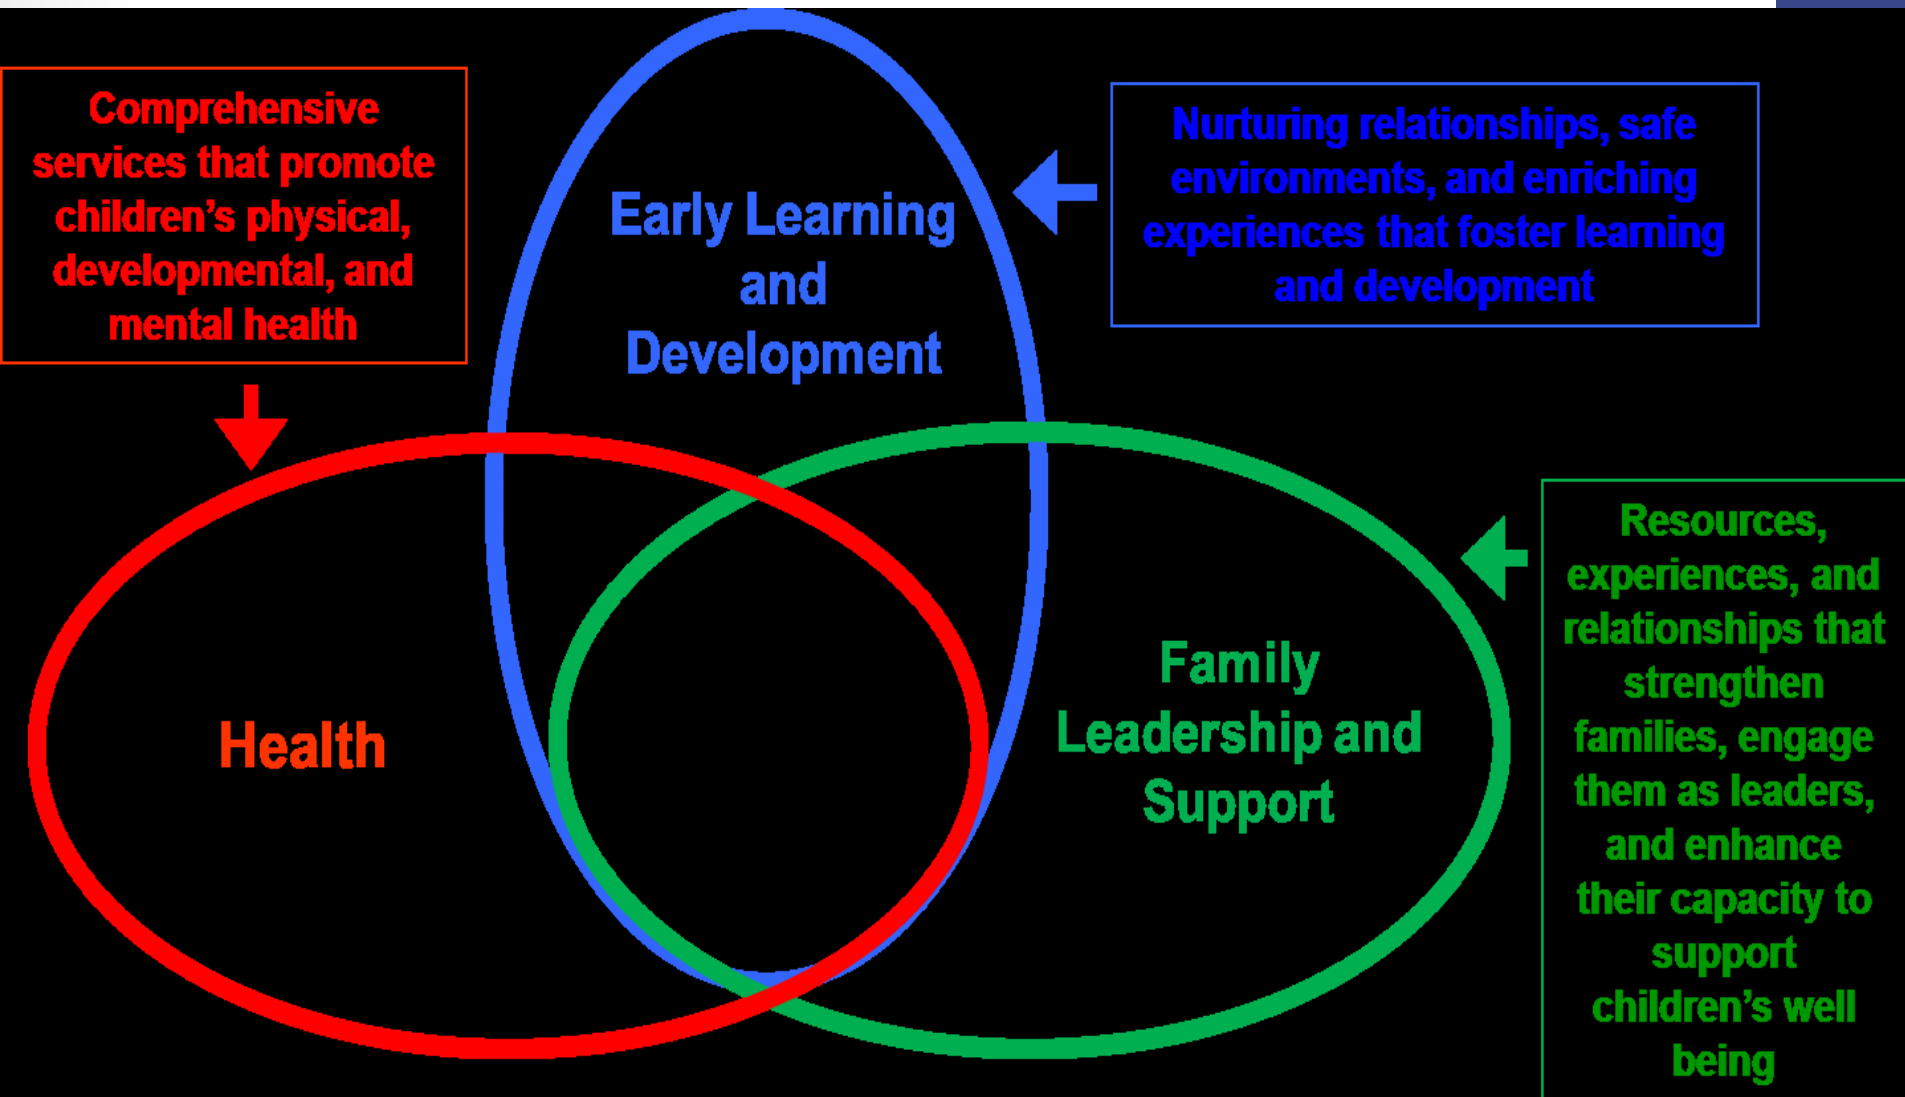 Comprehensive
services that promote
children's physical,
developmental, and
mental health
Early Learning
and
Development
Nurturing relationships, safe
environments, and enriching
experiences that foster learning
and development
Health
Family
Leadership and
Support
Resources,
experiences, and
relationships that
strengthen
families, engage
them as leaders,
and enhance
their capacity to
support
children's well
being